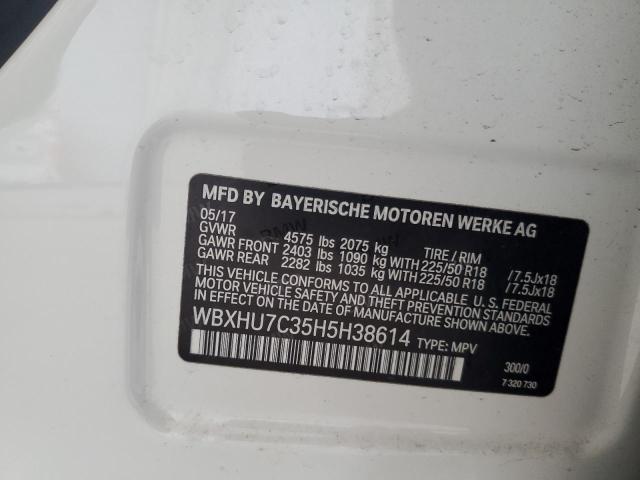 MFD BY BAYERISCHE MOTOREN WERKE AG
05/17
GVWR 4575 lbs 2075 kg TIRE / RIM
GAWR FRONT 2403 lbs 1090 kg WITH 225/50 R18 /7.5Jx18
GAWR REAR 2282 lbs 1035 kg WITH 225/50 R18 /7.5Jx18
THIS VEHICLE CONFORMS TO ALL APPLICABLE U.S. FEDERAL
MOTOR VEHICLE SAFETY, BUMPER, AND THEFT PREVENTION
STANDARDS IN EFFECT ON THE DATE OF MANUFACTURE SHOWN ABOVE.
WBXHU7C35H5H38614 TYPE: MPV
300/0
7 320 730